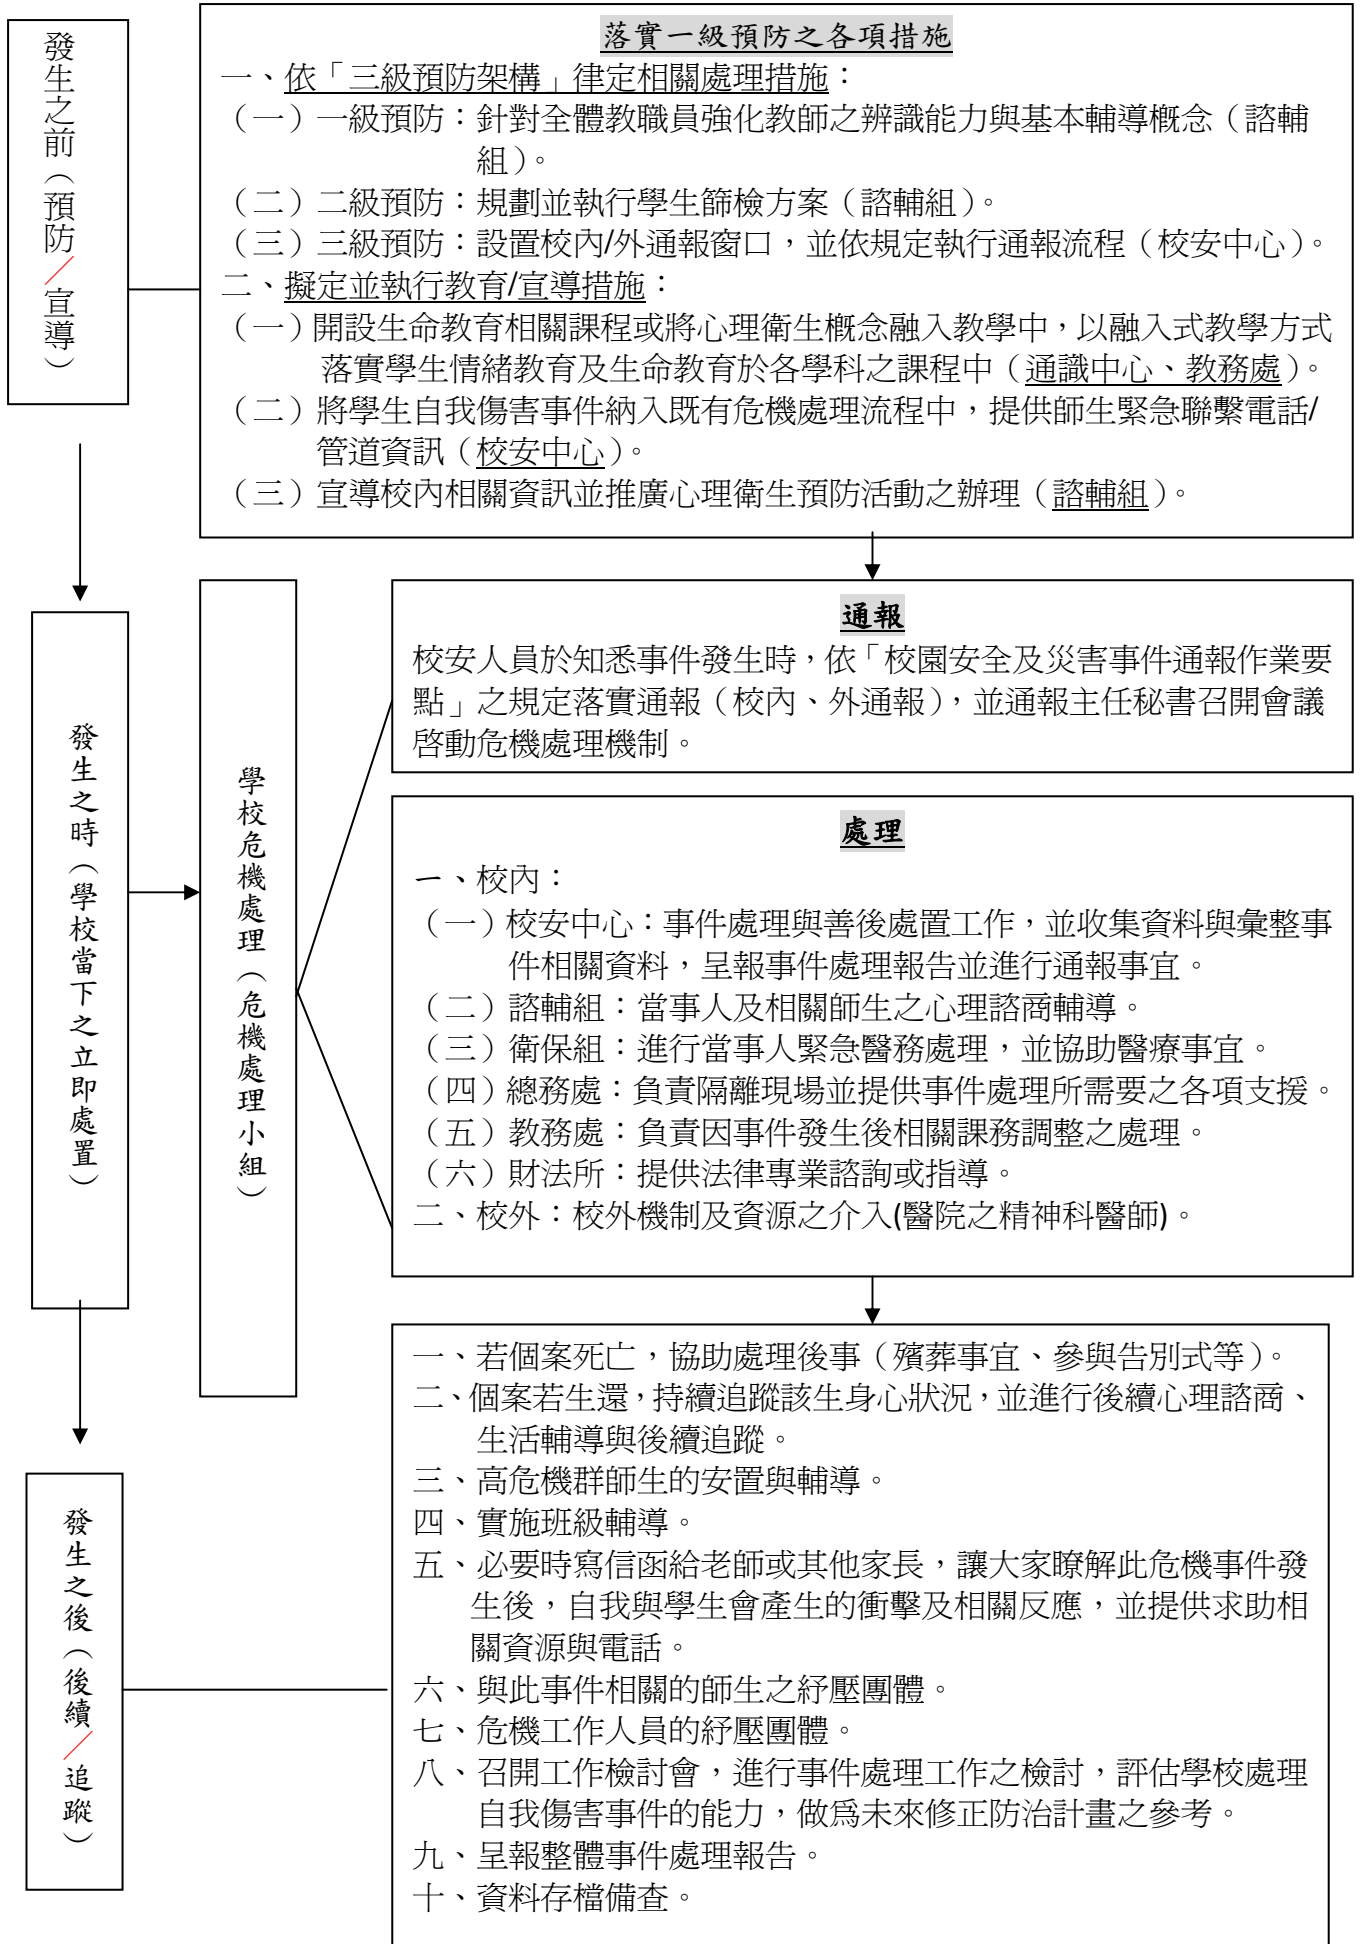 發生之前（預防／宣導）
落實一級預防之各項措施
一、依「三級預防架構」律定相關處理措施：
（一）一級預防：針對全體教職員強化教師之辨識能力與基本輔導概念（諮輔
組）。
（二）二級預防：規劃並執行學生篩檢方案（諮輔組）。
（三）三級預防：設置校內/外通報窗口，並依規定執行通報流程（校安中心）。
二、擬定並執行教育/宣導措施：
（一）開設生命教育相關課程或將心理衛生概念融入教學中，以融入式教學方式
落實學生情緒教育及生命教育於各學科之課程中（通識中心、教務處）。
（二）將學生自我傷害事件納入既有危機處理流程中，提供師生緊急聯繫電話/
管道資訊（校安中心）。
（三）宣導校內相關資訊並推廣心理衛生預防活動之辦理（諮輔組）。
發生之時（學校當下之立即處置）
學校危機處理（危機處理小組）
通報
校安人員於知悉事件發生時，依「校園安全及災害事件通報作業要
點」之規定落實通報（校內、外通報），並通報主任秘書召開會議
啓動危機處理機制。
處理
一、校內：
（一）校安中心：事件處理與善後處置工作，並收集資料與彙整事
件相關資料，呈報事件處理報告並進行通報事宜。
（二）諮輔組：當事人及相關師生之心理諮商輔導。
（三）衛保組：進行當事人緊急醫務處理，並協助醫療事宜。
（四）總務處：負責隔離現場並提供事件處理所需要之各項支援。
（五）教務處：負責因事件發生後相關課務調整之處理。
（六）財法所：提供法律專業諮詢或指導。
二、校外：校外機制及資源之介入(醫院之精神科醫師)。
發生之後（後續／追蹤）
一、若個案死亡，協助處理後事（殯葬事宜、參與告別式等）。
二、個案若生還，持續追蹤該生身心狀況，並進行後續心理諮商、
生活輔導與後續追蹤。
三、高危機群師生的安置與輔導。
四、實施班級輔導。
五、必要時寫信函給老師或其他家長，讓大家瞭解此危機事件發
生後，自我與學生會產生的衝擊及相關反應，並提供求助相
關資源與電話。
六、與此事件相關的師生之紓壓團體。
七、危機工作人員的紓壓團體。
八、召開工作檢討會，進行事件處理工作之檢討，評估學校處理
自我傷害事件的能力，做爲未來修正防治計畫之參考。
九、呈報整體事件處理報告。
十、資料存檔備查。